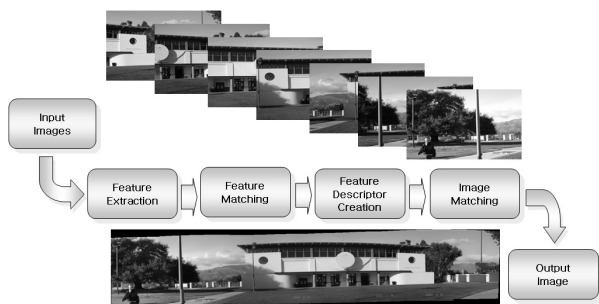 Input
Images
Feature
Extraction
Feature
Matching
Feature
Descriptor
Creation
Image
Matching
Output
Image